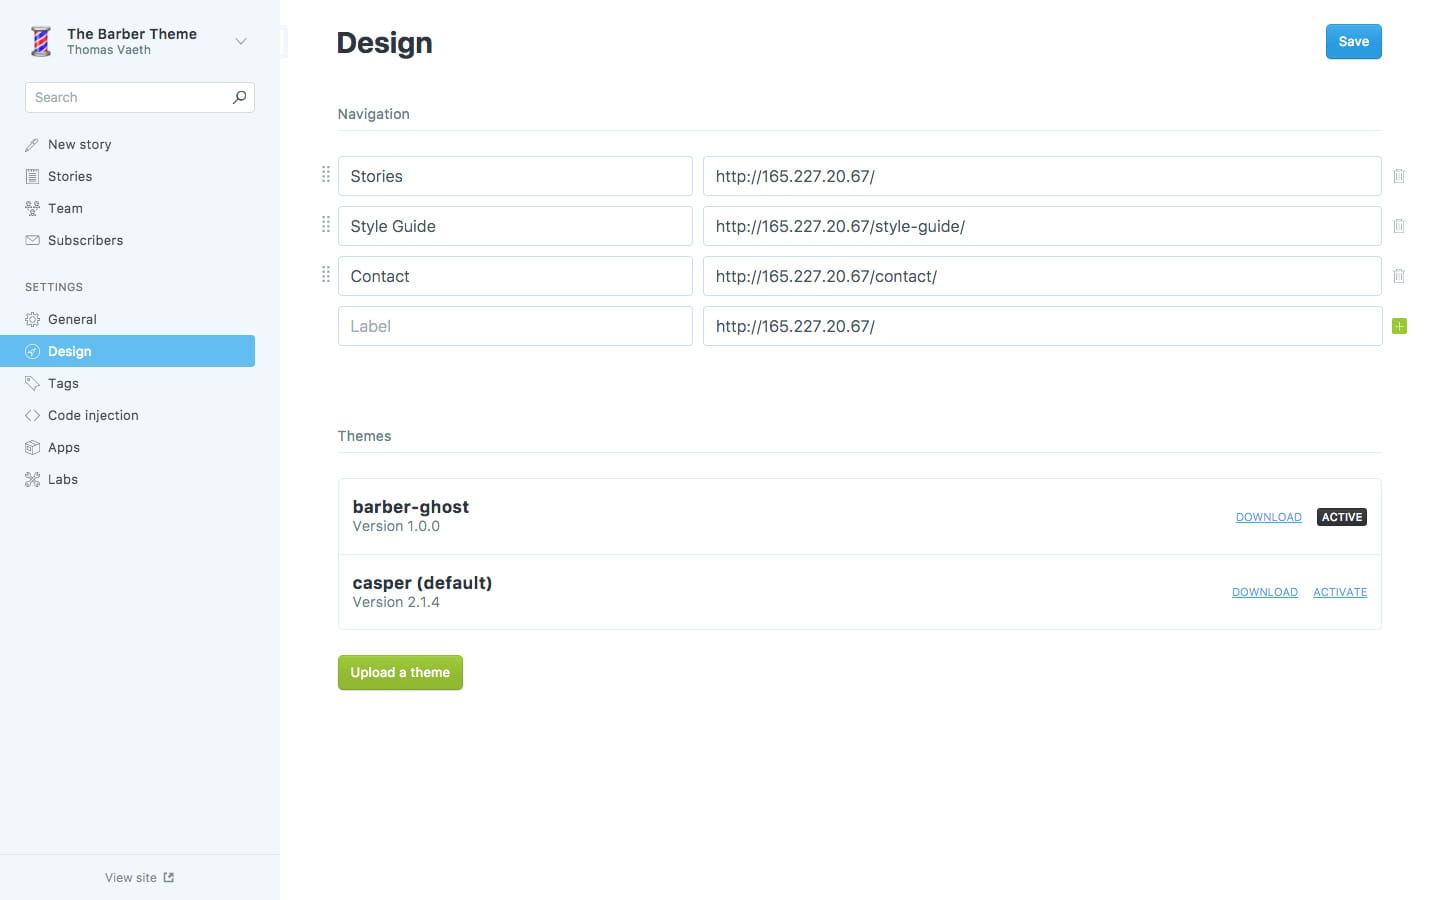 The Barber Theme
Thomas Vaeth
Search
New story
Stories
Team
Subscribers
SETTINGS
General
Design
Tags
Code injection
Apps
Labs
View site
Design
Save
Navigation
Stories http://165.227.20.67/
Style Guide http://165.227.20.67/style-guide/
Contact http://165.227.20.67/contact/
Label http://165.227.20.67/
Themes
barber-ghost
Version 1.0.0
DOWNLOAD ACTIVE
casper (default)
Version 2.1.4
DOWNLOAD ACTIVATE
Upload a theme